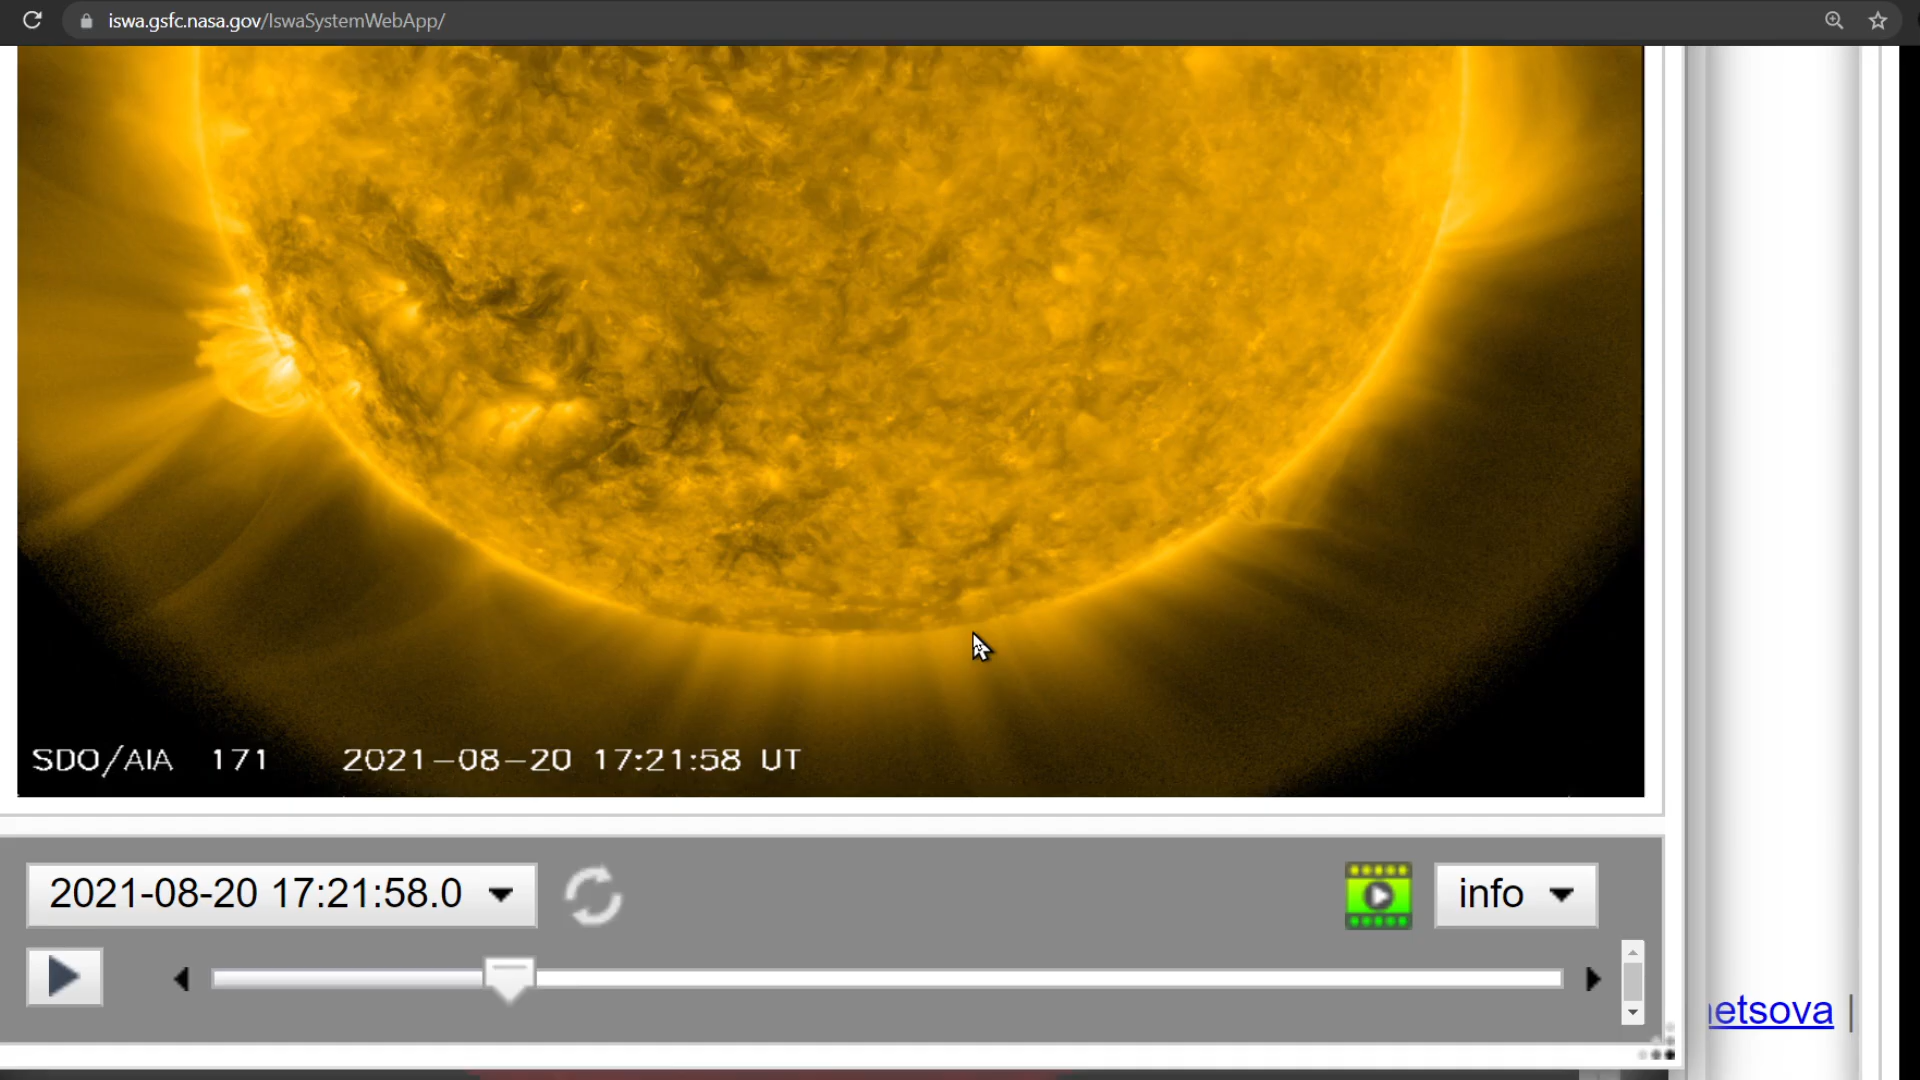 iswa.gsfc.nasa.gov/IswaSystemWebApp/
SDO/AIA 171 2021-08-20 17:21:58 UT
2021-08-20 17:21:58.0
info
etsova |